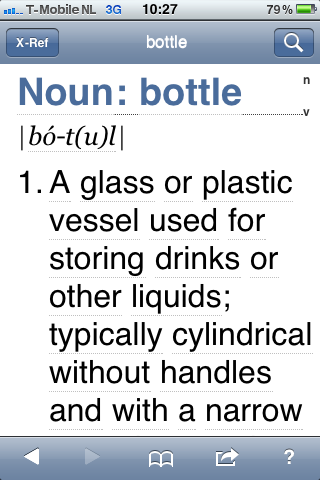 T-Mobile NL 3G 10:27 79%
X-Ref bottle
Noun: bottle
n
v
|bó-t(u)l|
1. A glass or plastic
vessel used for
storing drinks or
other liquids;
typically cylindrical
without handles
and with a narrow
?